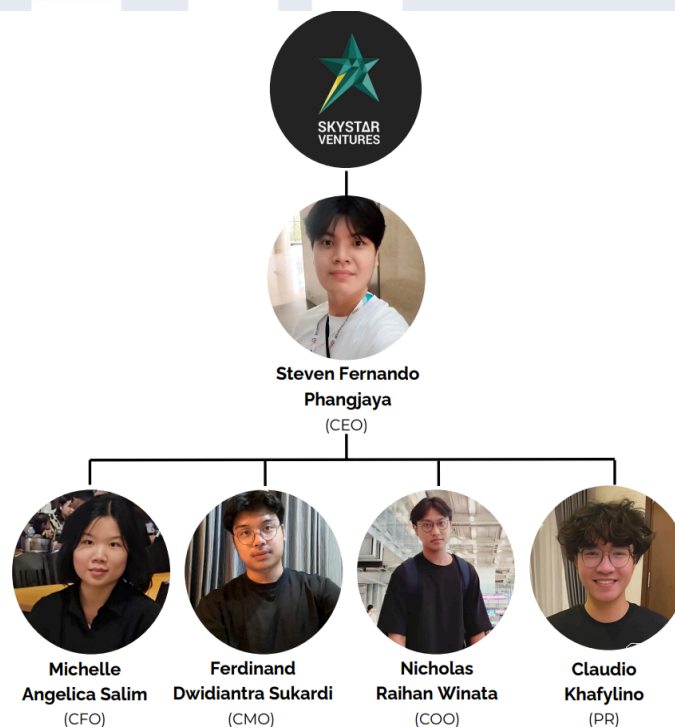 SKYSTΔR
VENTURES
Steven Fernando
Phangjaya
(CEO)
Michelle
Angelica Salim
(CFO)
Ferdinand
Dwidiantra Sukardi
(CMO)
Nicholas
Raihan Winata
(COO)
Claudio
Khafylino
(PR)